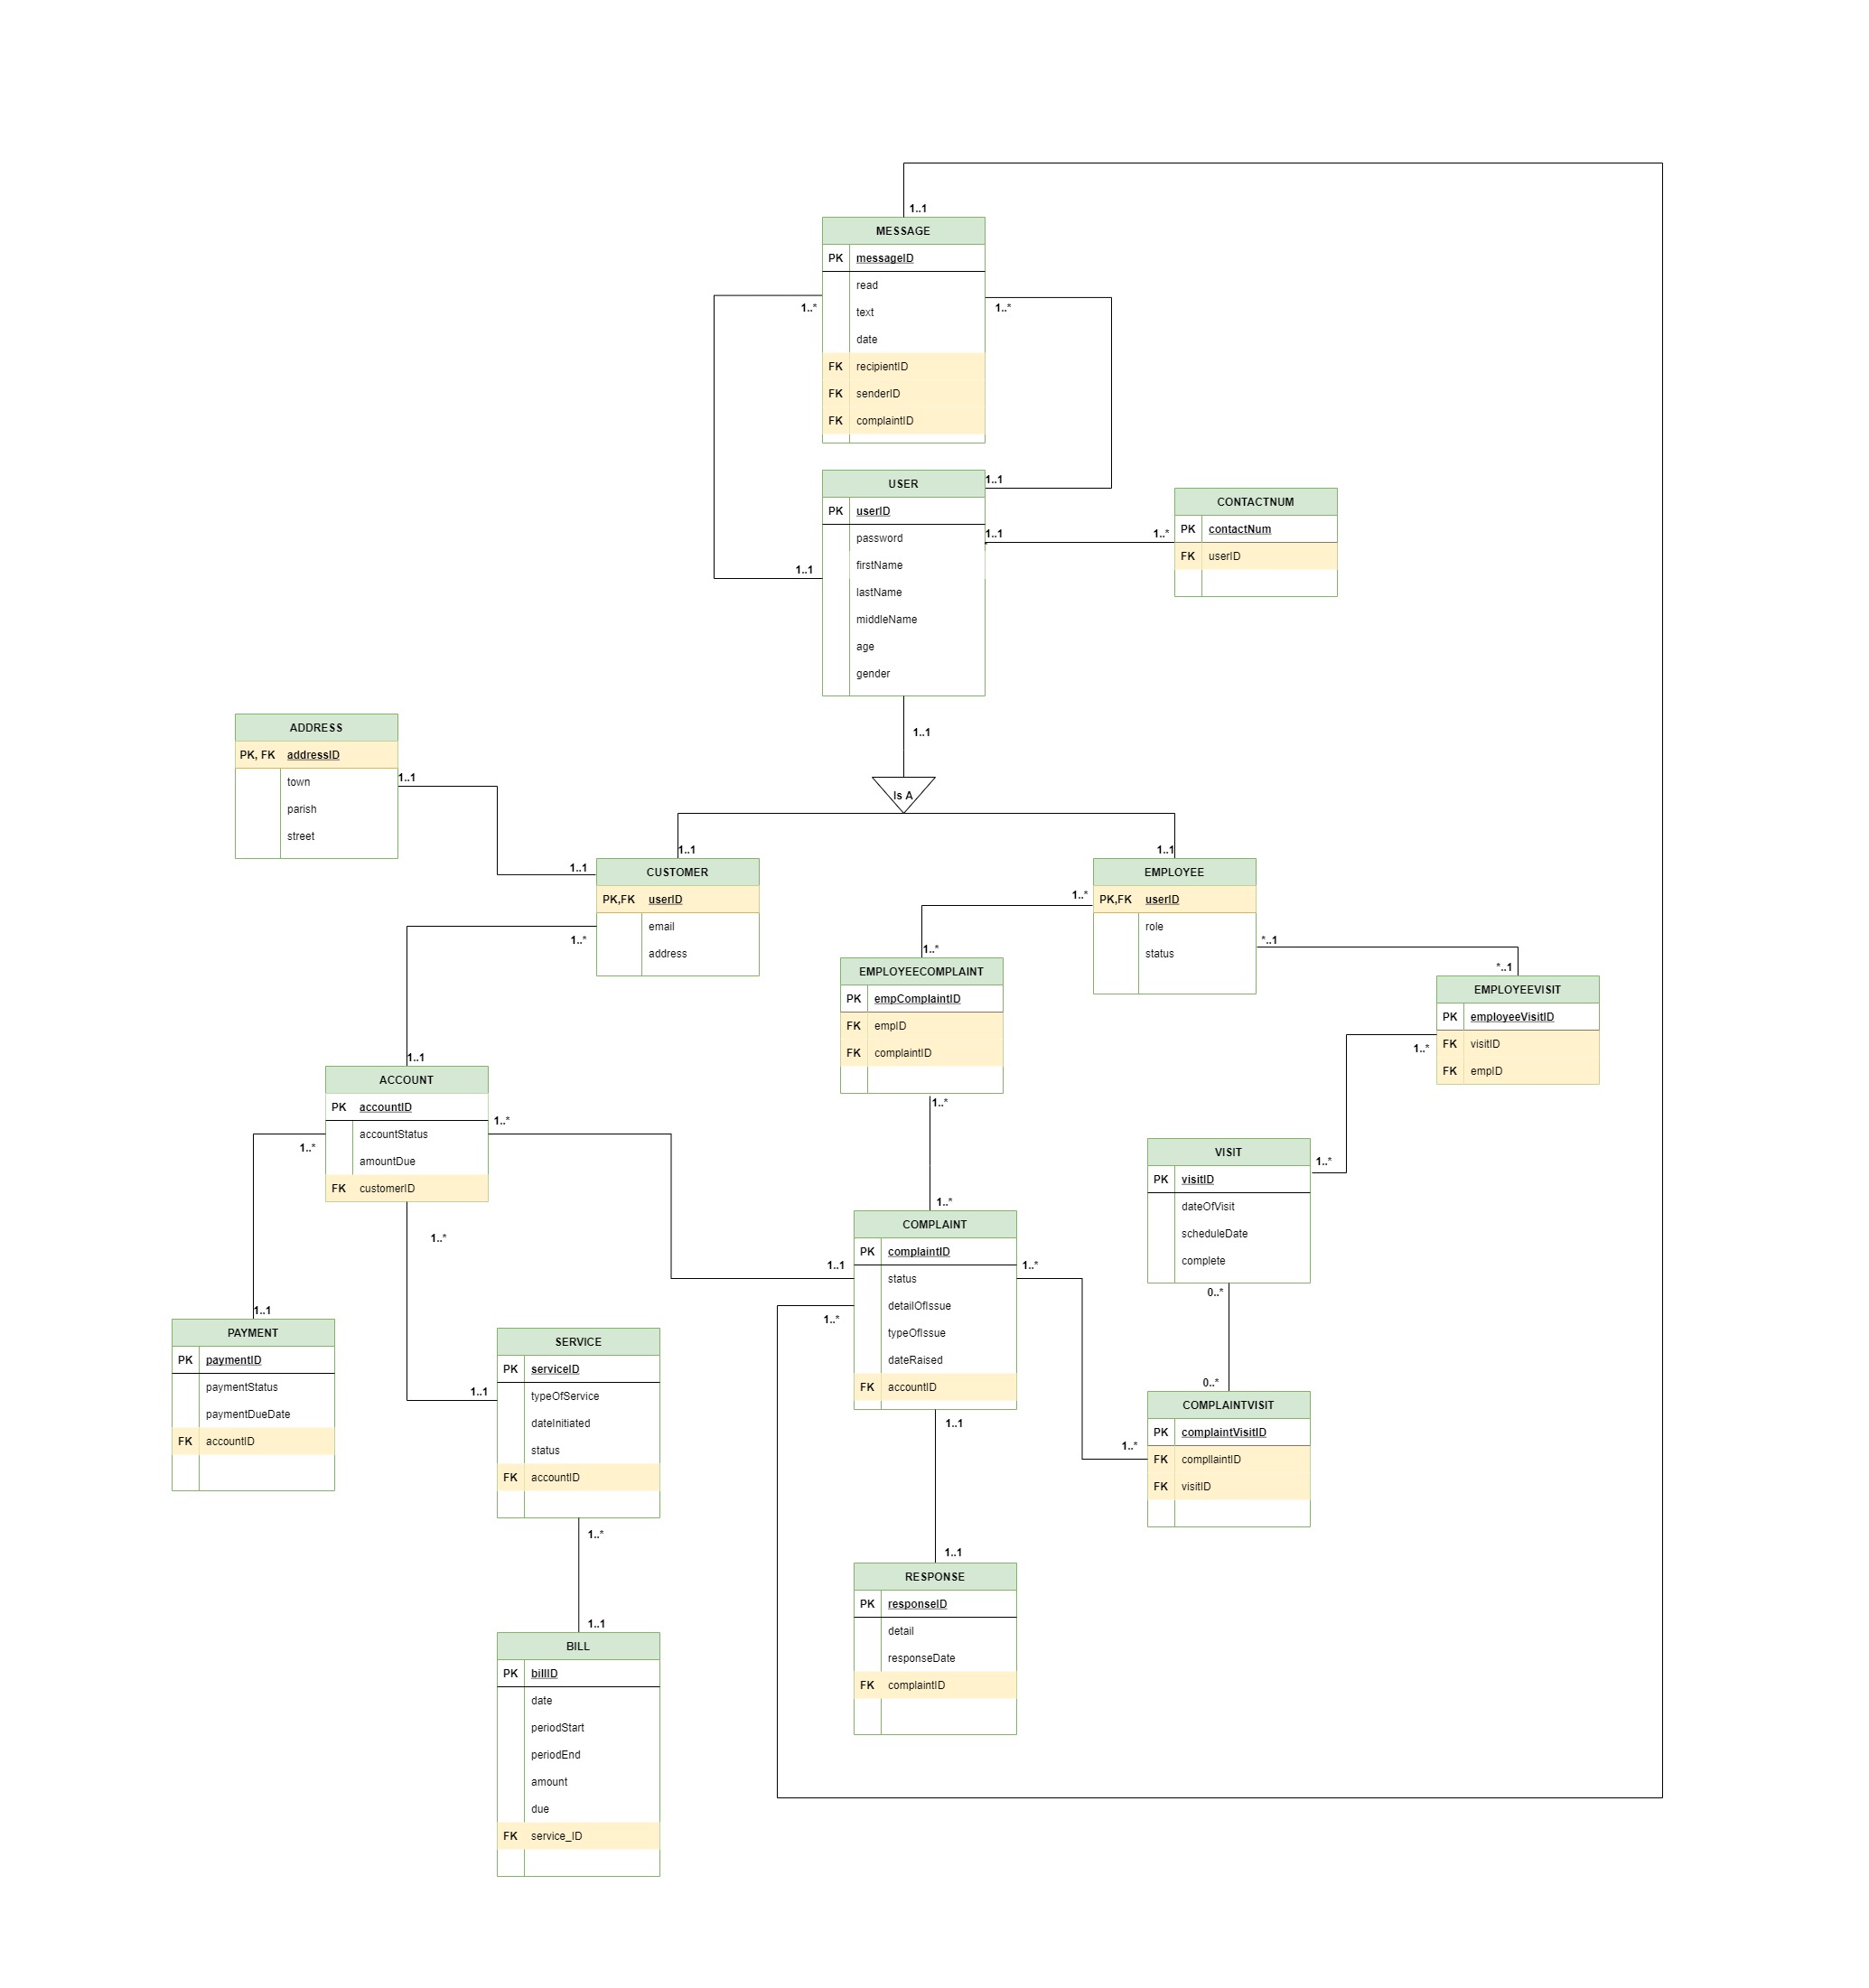 1..1
MESSAGE
PK messageID
read
1..* 1..*
text
date
FK recipientID
FK senderID
FK complaintID
USER
1..1
PK userID
password
firstName
lastName
middleName
age
gender
1..1
1..1 1..*
CONTACTNUM
PK contactNum
FK userID
1..1
Is A
ADDRESS
PK, FK addressID
town
parish
street
1..1
1..1
1..1
CUSTOMER
PK,FK userID
email
address
1..*
1..1
EMPLOYEE
PK,FK userID
role
status
1..*
*..1
1..*
EMPLOYEECOMPLAINT
PK empComplaintID
FK empID
FK complaintID
1..*
*..1
EMPLOYEEVISIT
PK employeeVisitID
FK visitID
FK empID
1..*
1..1
ACCOUNT
PK accountID
accountStatus
amountDue
FK customerID
1..*
1..*
1..*
VISIT
PK visitID
dateOfVisit
scheduleDate
complete
1..*
0..*
1..*
COMPLAINT
PK complaintID
status
detailOfIssue
typeOfIssue
dateRaised
FK accountID
1..1
1..*
1..*
1..1
1..1
PAYMENT
PK paymentID
paymentStatus
paymentDueDate
FK accountID
1..1
SERVICE
PK serviceID
typeOfService
dateInitiated
status
FK accountID
1..*
0..*
COMPLAINTVISIT
PK complaintVisitID
FK compllaintID
FK visitID
1..*
1..1
RESPONSE
PK responseID
detail
responseDate
FK complaintID
1..1
BILL
PK billID
date
periodStart
periodEnd
amount
due
FK service_ID